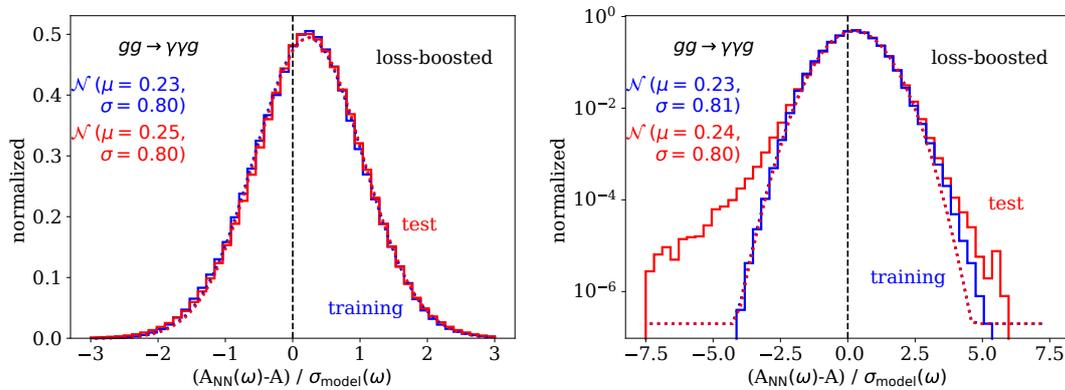 gg → γγg
loss-boosted
𝒩 (μ = 0.23,
σ = 0.80)
𝒩 (μ = 0.25,
σ = 0.80)
test
training
normalized
0.5
0.4
0.3
0.2
0.1
0.0
−3 −2 −1 0 1 2 3
(A_NN(ω)-A) / σ_model(ω)
gg → γγg
loss-boosted
𝒩 (μ = 0.23,
σ = 0.81)
𝒩 (μ = 0.24,
σ = 0.80)
test
training
normalized
10⁰
10⁻²
10⁻⁴
10⁻⁶
−7.5 −5.0 −2.5 0.0 2.5 5.0 7.5
(A_NN(ω)-A) / σ_model(ω)